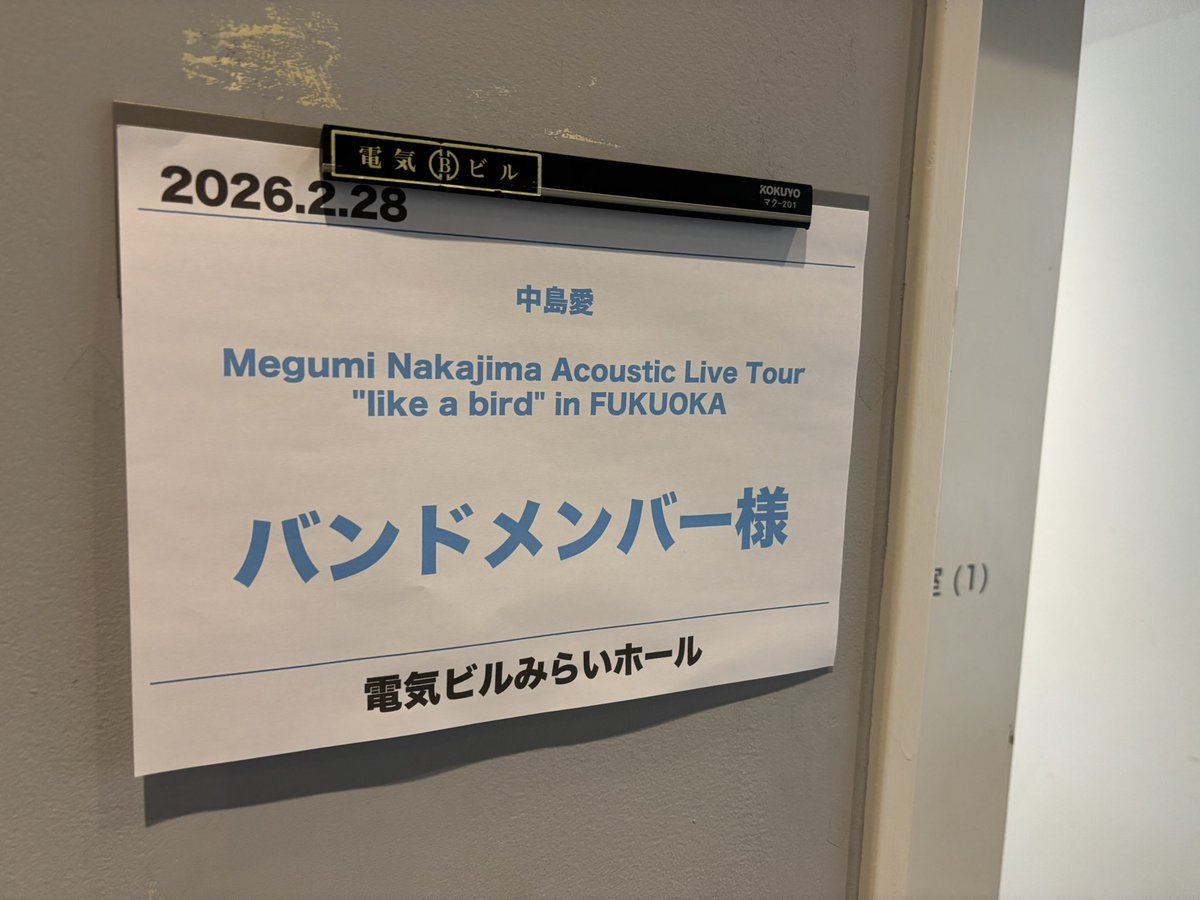 電気Bビル
KOKUYO
マク-201
2026.2.28
中島愛
Megumi Nakajima Acoustic Live Tour
"like a bird" in FUKUOKA
バンドメンバー様
電気ビルみらいホール
室(1)